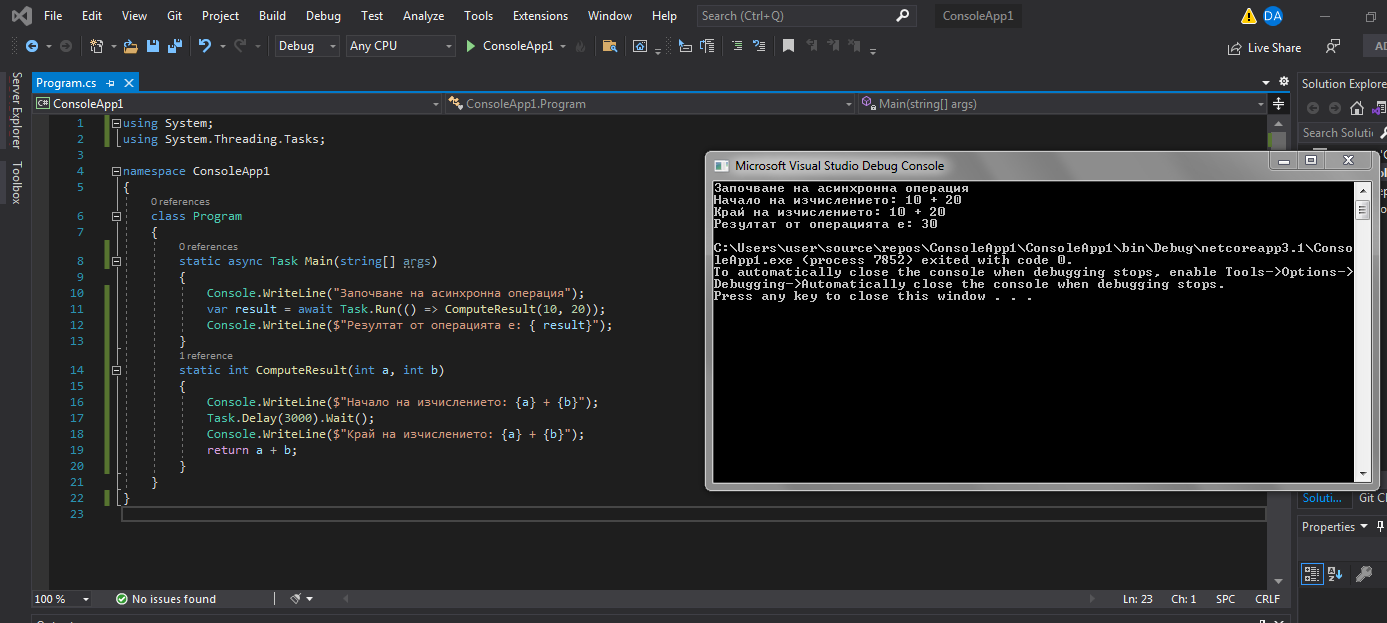 File Edit View Git Project Build Debug Test Analyze Tools Extensions Window Help Search (Ctrl+Q) ConsoleApp1 DA
Debug Any CPU ConsoleApp1 Live Share AD
Server Explorer
Toolbox
Program.cs
ConsoleApp1 ConsoleApp1.Program Main(string[] args)
1 using System;
2 using System.Threading.Tasks;
3
4 namespace ConsoleApp1
5 {
0 references
6 class Program
7 {
0 references
8 static async Task Main(string[] args)
9 {
10 Console.WriteLine("Започване на асинхронна операция");
11 var result = await Task.Run(() => ComputeResult(10, 20));
12 Console.WriteLine($"Резултат от операцията е: { result}");
13 }
1 reference
14 static int ComputeResult(int a, int b)
15 {
16 Console.WriteLine($"Начало на изчислението: {a} + {b}");
17 Task.Delay(3000).Wait();
18 Console.WriteLine($"Край на изчислението: {a} + {b}");
19 return a + b;
20 }
21 }
22 }
23
Microsoft Visual Studio Debug Console
Започване на асинхронна операция
Начало на изчислението: 10 + 20
Край на изчислението: 10 + 20
Резултат от операцията е: 30
C:\Users\user\source\repos\ConsoleApp1\ConsoleApp1\bin\Debug\netcoreapp3.1\Conso
leApp1.exe (process 7852) exited with code 0.
To automatically close the console when debugging stops, enable Tools->Options->
Debugging->Automatically close the console when debugging stops.
Press any key to close this window . . .
Solution Explore
Search Soluti
Soluti... Git C
Properties
100 % No issues found Ln: 23 Ch: 1 SPC CRLF